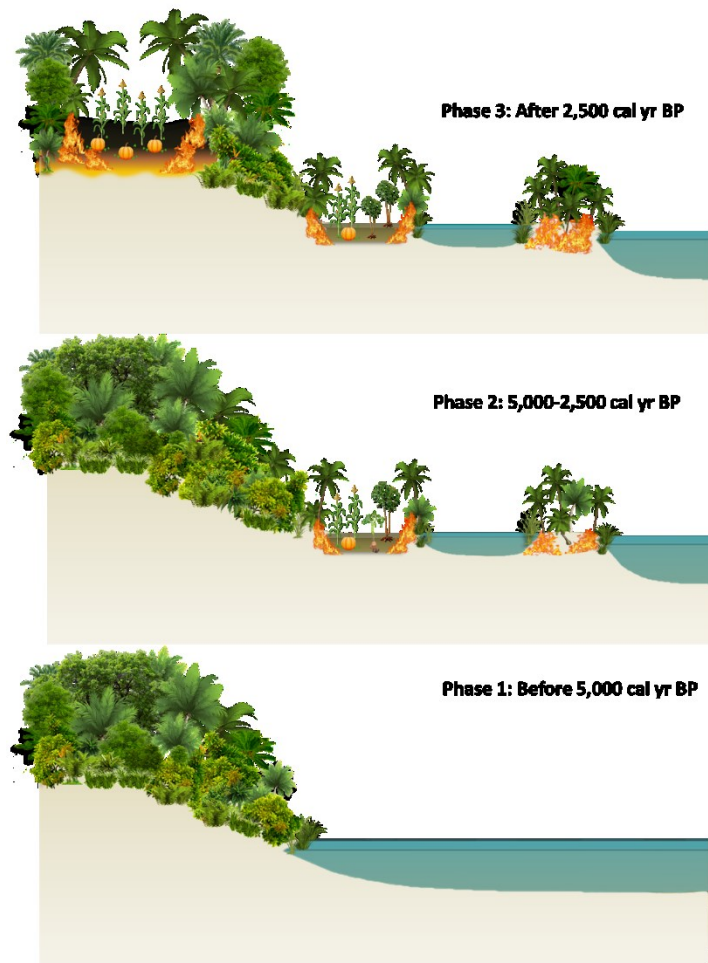 Phase 3: After 2,500 cal yr BP
Phase 2: 5,000-2,500 cal yr BP
Phase 1: Before 5,000 cal yr BP